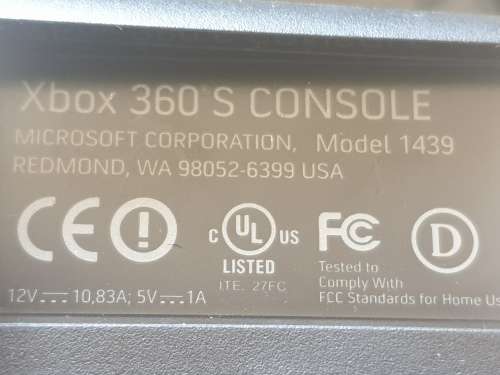 Xbox 360 S CONSOLE
MICROSOFT CORPORATION, Model 1439
REDMOND, WA 98052-6399 USA
CE
C UL US
LISTED
ITE. 27FC
FC
Tested to
Comply With
FCC Standards for Home Us
D
12V 10,83A; 5V 1A